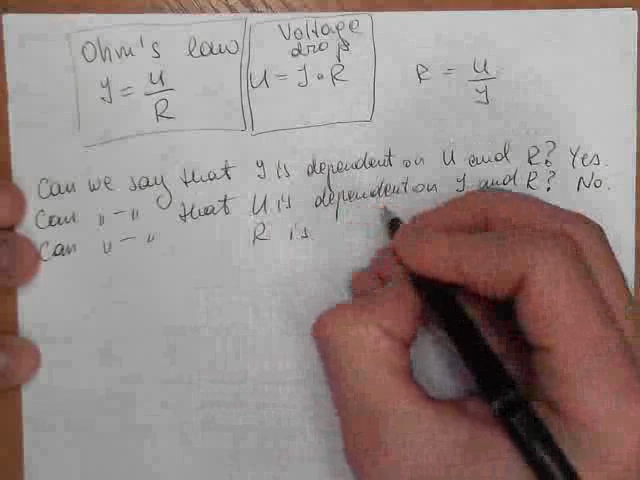 Ohm's law
I = U / R
Voltage
drops
U = I • R
R = U / I
Can we say that I is dependent on U and R? Yes.
Can " — " that U is dependent on I and R? No.
Can " — " R is